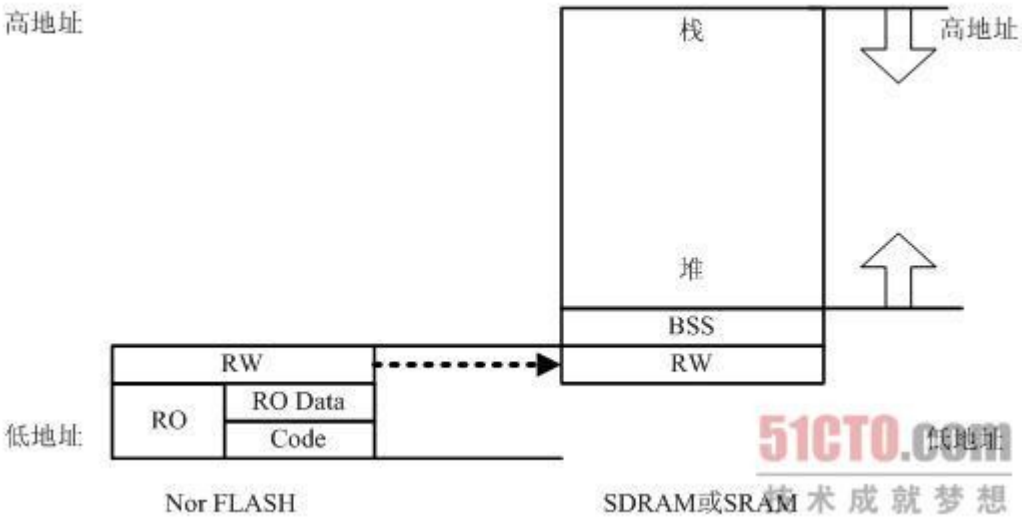 高地址
栈
高地址
堆
BSS
RW
RW
RO
RO Data
Code
低地址
低地址
51CTO.com
技术成就梦想
Nor FLASH
SDRAM或SRAM